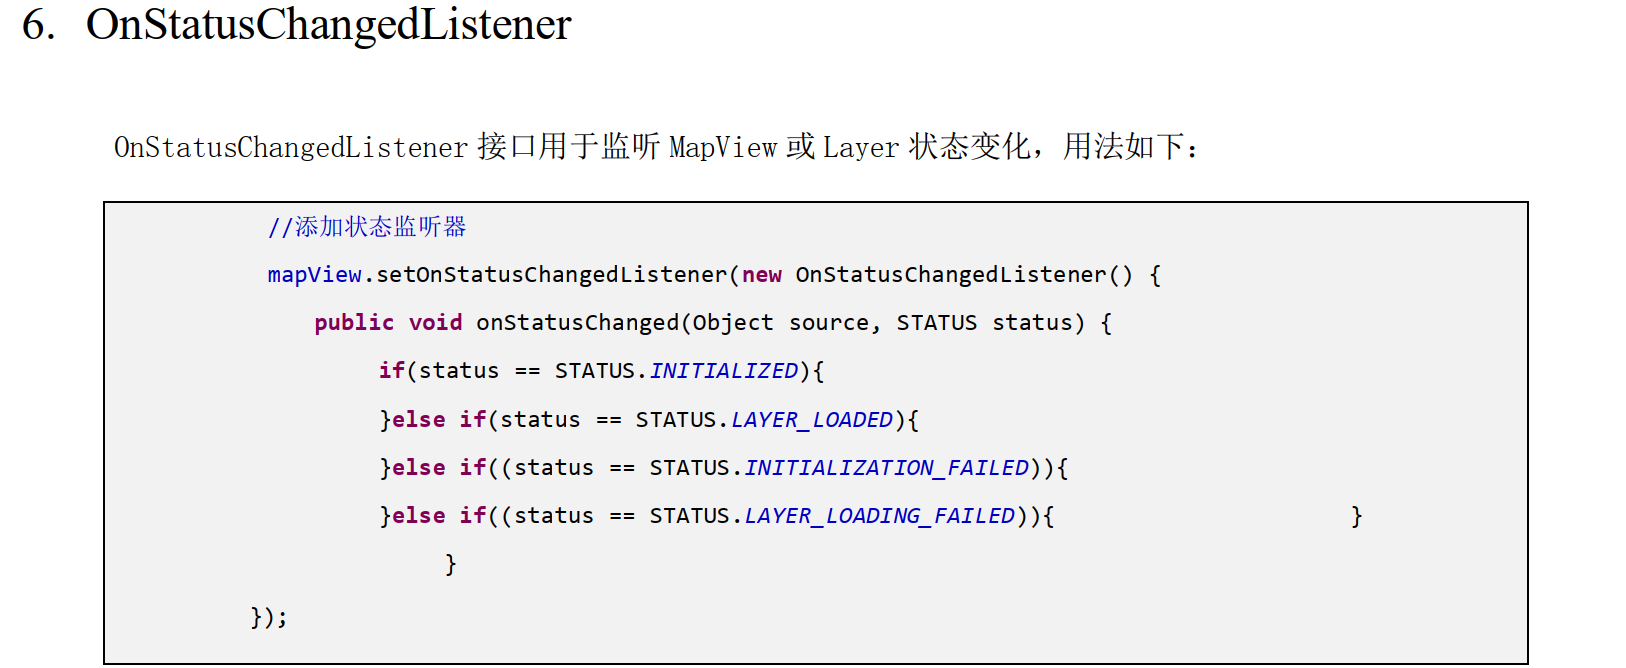 6. OnStatusChangedListener
OnStatusChangedListener 接口用于监听 MapView 或 Layer 状态变化，用法如下：
//添加状态监听器
mapView.setOnStatusChangedListener(new OnStatusChangedListener() {
public void onStatusChanged(Object source, STATUS status) {
if(status == STATUS.INITIALIZED){
}else if(status == STATUS.LAYER_LOADED){
}else if((status == STATUS.INITIALIZATION_FAILED)){
}else if((status == STATUS.LAYER_LOADING_FAILED)){ }
}
});